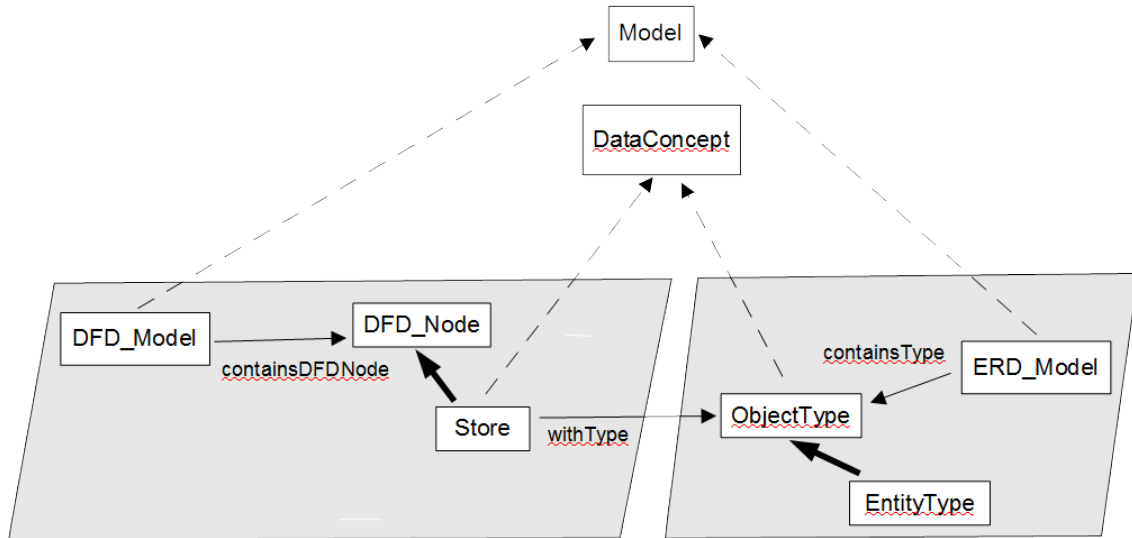 Model
DataConcept
DFD_Model
DFD_Node
containsDFDNode
Store
withType
containsType
ERD_Model
ObjectType
EntityType